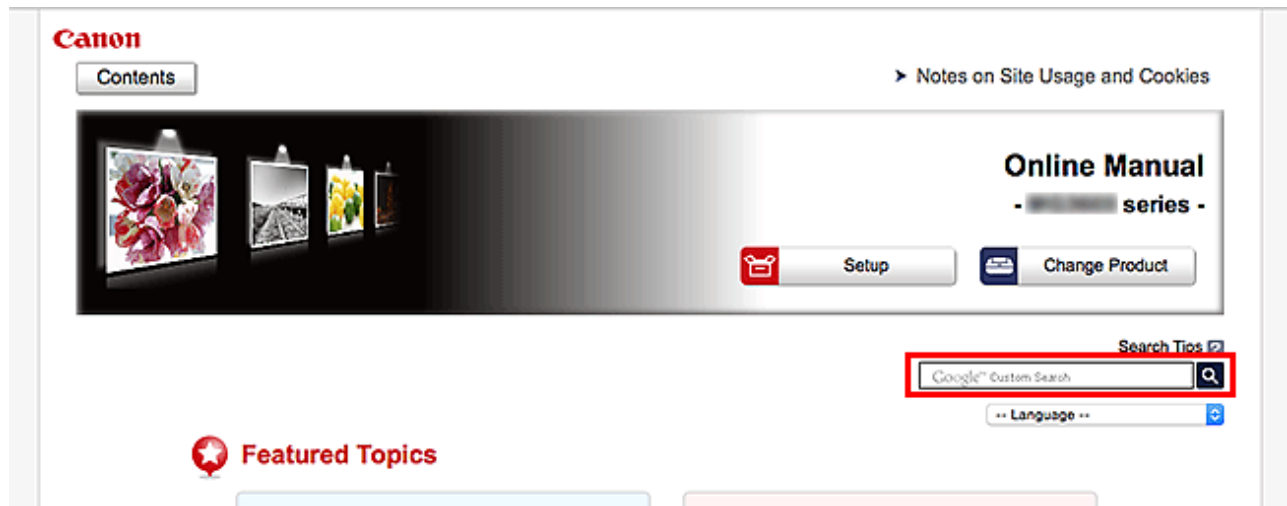 Canon
Contents
➤ Notes on Site Usage and Cookies
Online Manual
- series -
Setup
Change Product
Search Tips
Google™ Custom Search
-- Language --
Featured Topics